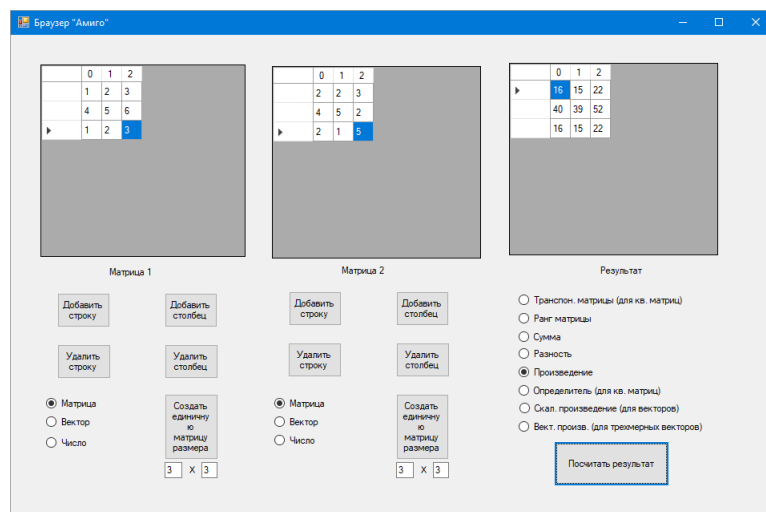 Браузер "Амиго"
0 1 2
1 2 3
4 5 6
1 2 3
0 1 2
2 2 3
4 5 2
2 1 5
0 1 2
16 15 22
40 39 52
16 15 22
Матрица 1
Матрица 2
Результат
Добавить
строку
Добавить
столбец
Удалить
строку
Удалить
столбец
Матрица
Вектор
Число
Создать
единичну
ю
матрицу
размера
3 X 3
Добавить
строку
Добавить
столбец
Удалить
строку
Удалить
столбец
Матрица
Вектор
Число
Создать
единичну
ю
матрицу
размера
3 X 3
Транспон. матрицы (для кв. матриц)
Ранг матрицы
Сумма
Разность
Произведение
Определитель (для кв. матриц)
Скал. произведение (для векторов)
Вект. произв. (для трехмерных векторов)
Посчитать результат